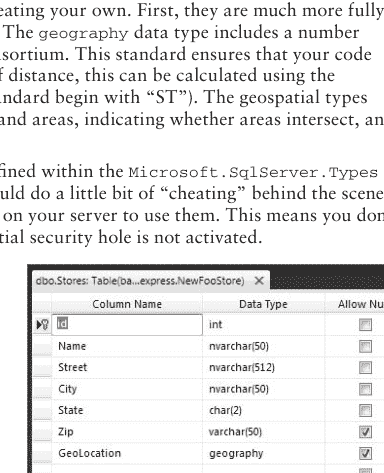 eating your own. First, they are much more fully
The geography data type includes a number
nsortium. This standard ensures that your code
f distance, this can be calculated using the
andard begin with “ST”). The geospatial types
and areas, indicating whether areas intersect, an
fined within the Microsoft.SqlServer.Types
uld do a little bit of “cheating” behind the scene
on your server to use them. This means you don
tial security hole is not activated.
dbo.Stores: Table(ba...express.NewFooStore)
Column Name Data Type Allow Nu
id int
Name nvarchar(50)
Street nvarchar(512)
City nvarchar(50)
State char(2)
Zip varchar(50)
GeoLocation geography